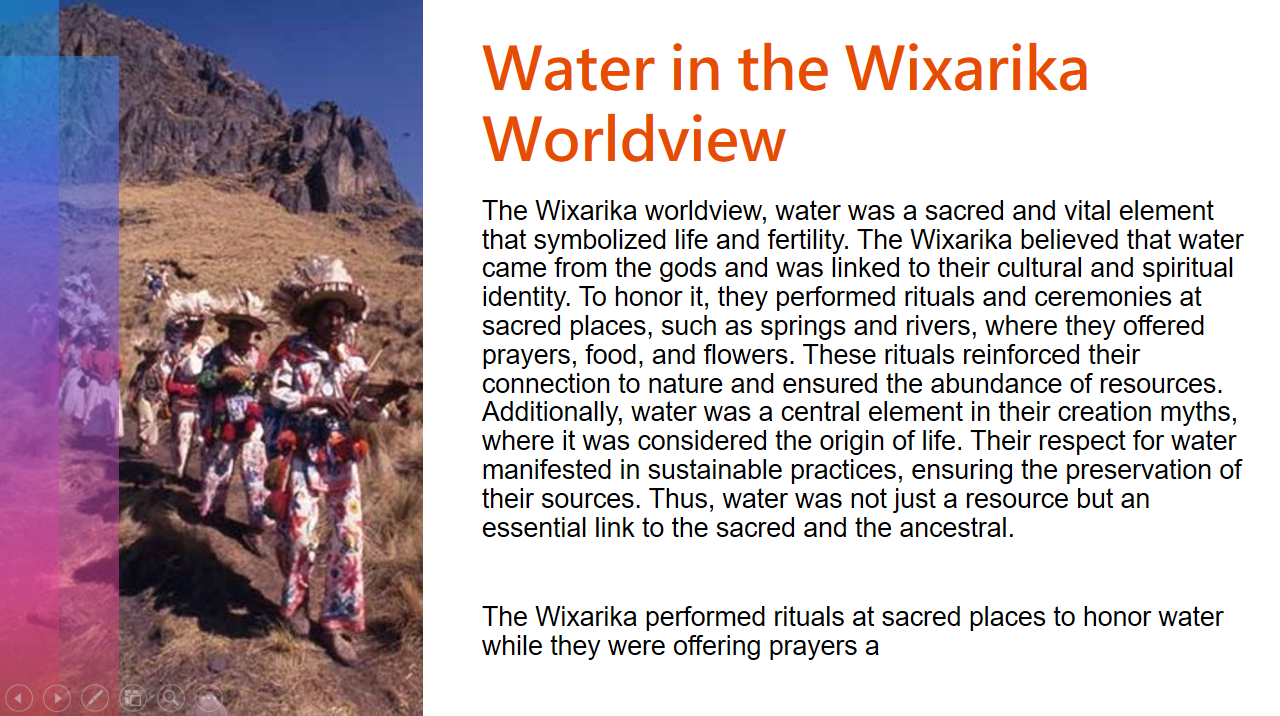 Water in the Wixarika
Worldview
The Wixarika worldview, water was a sacred and vital element
that symbolized life and fertility. The Wixarika believed that water
came from the gods and was linked to their cultural and spiritual
identity. To honor it, they performed rituals and ceremonies at
sacred places, such as springs and rivers, where they offered
prayers, food, and flowers. These rituals reinforced their
connection to nature and ensured the abundance of resources.
Additionally, water was a central element in their creation myths,
where it was considered the origin of life. Their respect for water
manifested in sustainable practices, ensuring the preservation of
their sources. Thus, water was not just a resource but an
essential link to the sacred and the ancestral.
The Wixarika performed rituals at sacred places to honor water
while they were offering prayers a